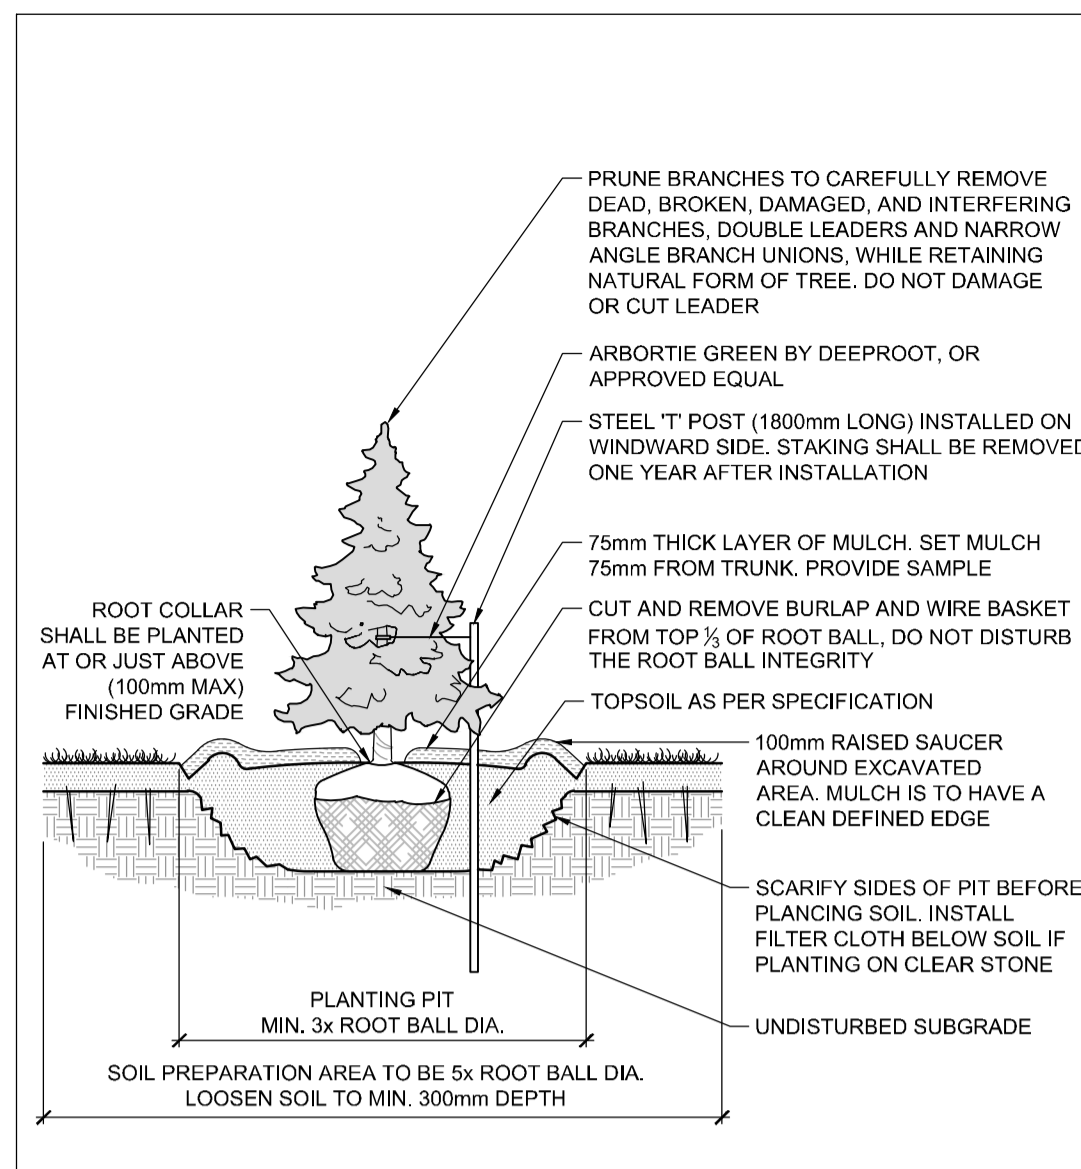 PRUNE BRANCHES TO CAREFULLY REMOVE
DEAD, BROKEN, DAMAGED, AND INTERFERING
BRANCHES, DOUBLE LEADERS AND NARROW
ANGLE BRANCH UNIONS, WHILE RETAINING
NATURAL FORM OF TREE. DO NOT DAMAGE
OR CUT LEADER
ARBORTIE GREEN BY DEEPROOT, OR
APPROVED EQUAL
STEEL 'T' POST (1800mm LONG) INSTALLED ON
WINDWARD SIDE. STAKING SHALL BE REMOVED
ONE YEAR AFTER INSTALLATION
75mm THICK LAYER OF MULCH. SET MULCH
75mm FROM TRUNK. PROVIDE SAMPLE
CUT AND REMOVE BURLAP AND WIRE BASKET
FROM TOP ⅓ OF ROOT BALL, DO NOT DISTURB
THE ROOT BALL INTEGRITY
TOPSOIL AS PER SPECIFICATION
100mm RAISED SAUCER
AROUND EXCAVATED
AREA. MULCH IS TO HAVE A
CLEAN DEFINED EDGE
SCARIFY SIDES OF PIT BEFORE
PLANCING SOIL. INSTALL
FILTER CLOTH BELOW SOIL IF
PLANTING ON CLEAR STONE
UNDISTURBED SUBGRADE
ROOT COLLAR
SHALL BE PLANTED
AT OR JUST ABOVE
(100mm MAX)
FINISHED GRADE
PLANTING PIT
MIN. 3x ROOT BALL DIA.
SOIL PREPARATION AREA TO BE 5x ROOT BALL DIA.
LOOSEN SOIL TO MIN. 300mm DEPTH